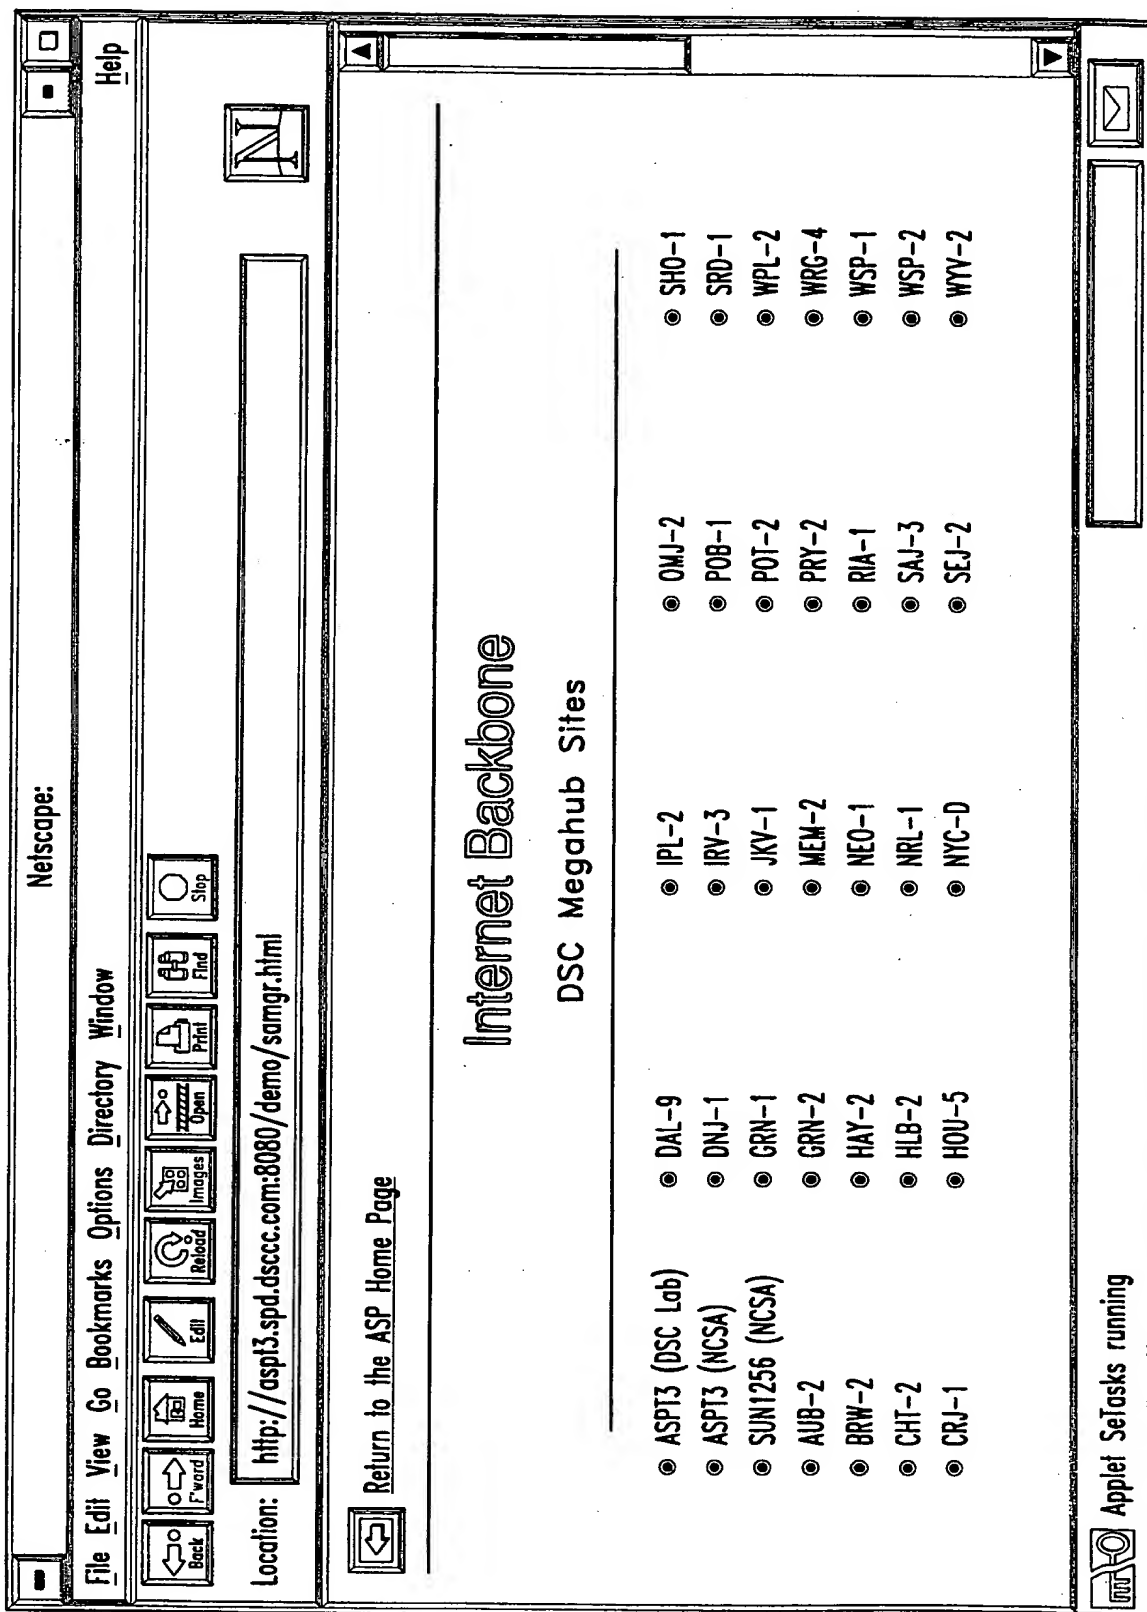 Netscape:
File Edit View Go Bookmarks Options Directory Window Help
Back F'ward Home Edit Reload Images Open Print Find Stop
Location: http://aspt3.spd.dsccc.com:8080/demo/samgr.html
N
Return to the ASP Home Page
Internet Backbone
DSC Megahub Sites
ASPT3 (DSC Lab) DAL-9 IPL-2 OMJ-2 SHO-1
ASPT3 (NCSA) DNJ-1 IRV-3 POB-1 SRD-1
SUN1256 (NCSA) GRN-1 JKV-1 POT-2 WPL-2
AUB-2 GRN-2 MEM-2 PRY-2 WRG-4
BRW-2 HAY-2 NEO-1 RIA-1 WSP-1
CHT-2 HLB-2 NRL-1 SAJ-3 WSP-2
CRJ-1 HOU-5 NYC-D SEJ-2 WYV-2
Applet SeTasks running